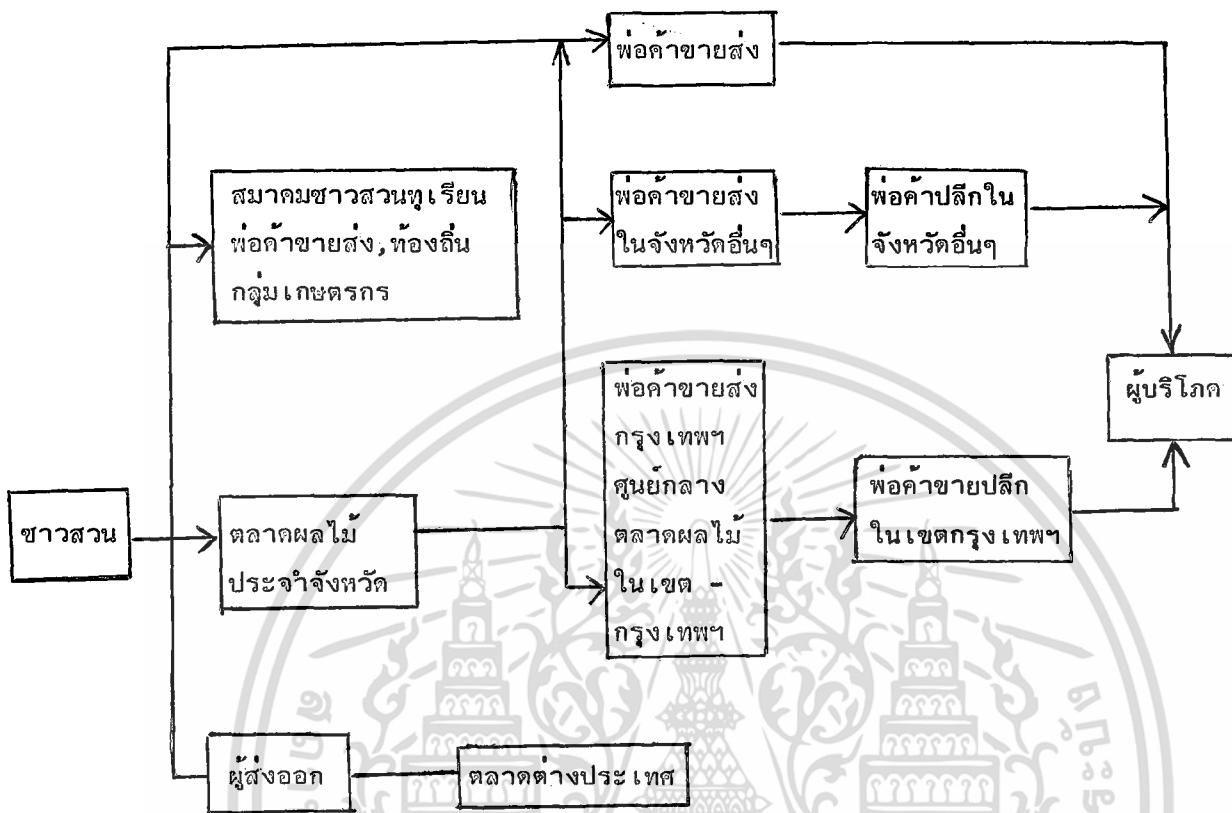 พ่อค้าขายส่ง
สมาคมชาวสวนทุเรียน
พ่อค้าขายส่ง,ท้องถิ่น
กลุ่มเกษตรกร
พ่อค้าขายส่ง
ในจังหวัดอื่นๆ
พ่อค้าปลีกใน
จังหวัดอื่นๆ
ผู้บริโภค
ชาวสวน
ตลาดผลไม้
ประจำจังหวัด
พ่อค้าขายส่ง
กรุงเทพฯ
ศูนย์กลาง
ตลาดผลไม้
ในเขต -
กรุงเทพฯ
พ่อค้าขายปลีก
ในเขตกรุงเทพฯ
ผู้ส่งออก
ตลาดต่างประเทศ